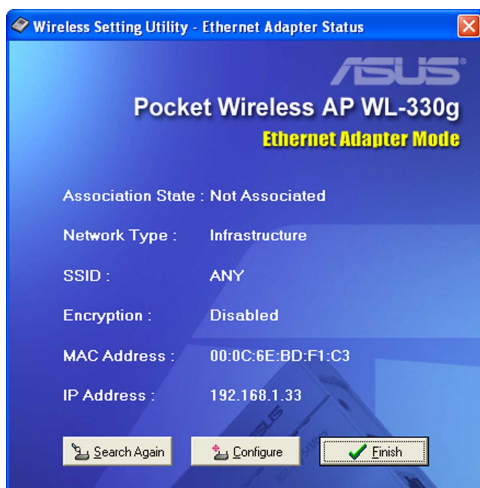 Wireless Setting Utility - Ethernet Adapter Status
ASUS
Pocket Wireless AP WL-330g
Ethernet Adapter Mode
Association State : Not Associated
Network Type : Infrastructure
SSID : ANY
Encryption : Disabled
MAC Address : 00:0C:6E:BD:F1:C3
IP Address : 192.168.1.33
Search Again Configure Finish